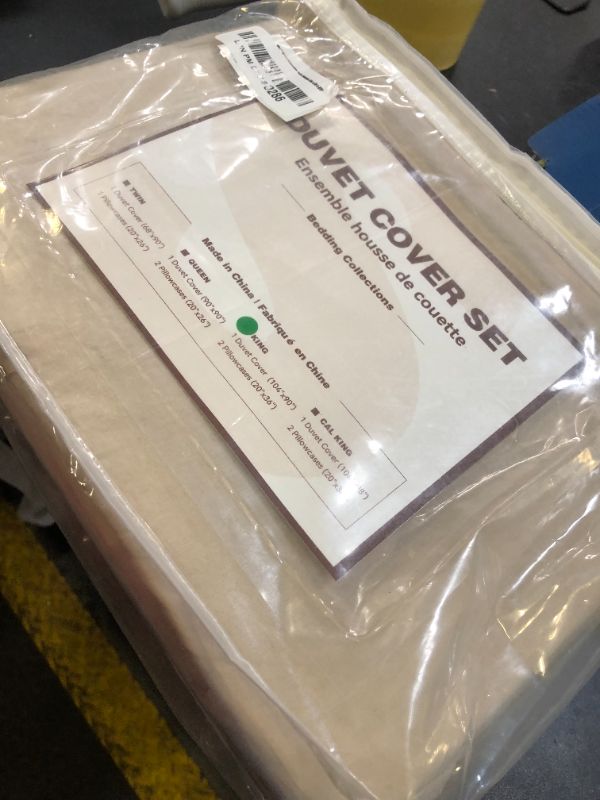 DUVET COVER SET
Ensemble housse de couette
Bedding Collections
Made in China / Fabriqué en Chine
■ TWIN
1 Duvet Cover (68"x90")
1 Pillowcases (20"x26")
■ QUEEN
1 Duvet Cover (90"x90")
2 Pillowcases (20"x26")
KING
1 Duvet Cover (104"x90")
2 Pillowcases (20"x36")
■ CAL KING
1 Duvet Cover
2 Pillowcases